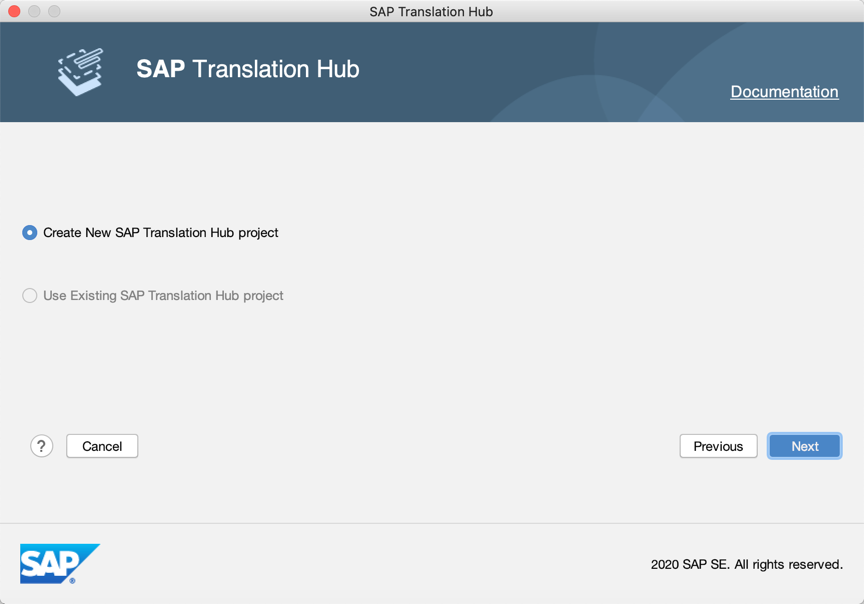 SAP Translation Hub
SAP Translation Hub
Documentation
Create New SAP Translation Hub project
Use Existing SAP Translation Hub project
? Cancel Previous Next
SAP® 2020 SAP SE. All rights reserved.